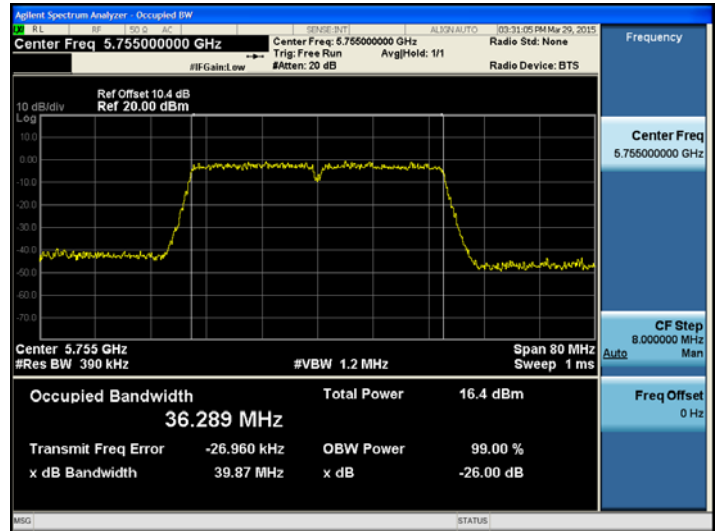 Agilent Spectrum Analyzer - Occupied BW
RL RF 50 Ω AC SENSE:INT ALIGNAUTO 03:31:05 PM Mar 29, 2015
Center Freq 5.755000000 GHz
Center Freq: 5.755000000 GHz Radio Std: None
Trig: Free Run Avg|Hold: 1/1
#IFGain:Low #Atten: 20 dB Radio Device: BTS
Ref Offset 10.4 dB
10 dB/div Ref 20.00 dBm
Log
10.0
0.00
-10.0
-20.0
-30.0
-40.0
-50.0
-60.0
-70.0
Center 5.755 GHz Span 80 MHz
#Res BW 390 kHz #VBW 1.2 MHz Sweep 1 ms
Occupied Bandwidth Total Power 16.4 dBm
36.289 MHz
Transmit Freq Error -26.960 kHz OBW Power 99.00 %
x dB Bandwidth 39.87 MHz x dB -26.00 dB
MSG STATUS
Frequency
Center Freq
5.755000000 GHz
CF Step
8.000000 MHz
Auto Man
Freq Offset
0 Hz